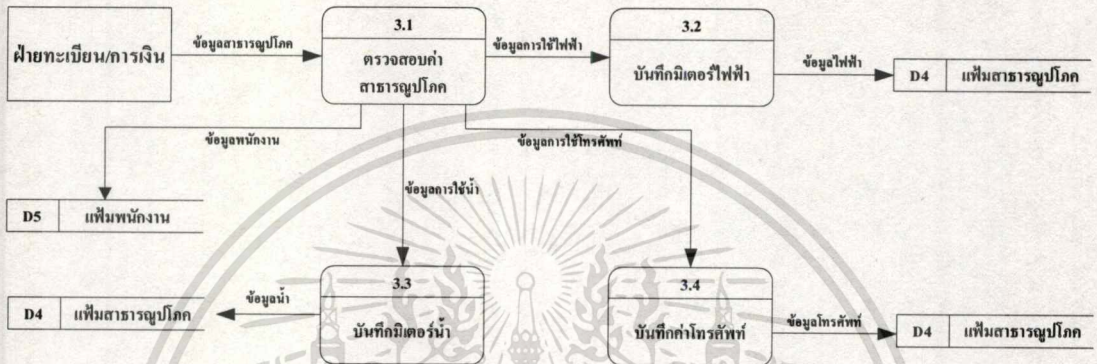 ฝ่ายทะเบียน/การเงิน
ข้อมูลสาธารณูปโภค
3.1
ตรวจสอบค่า
สาธารณูปโภค
ข้อมูลการใช้ไฟฟ้า
3.2
บันทึกมิเตอร์ไฟฟ้า
ข้อมูลไฟฟ้า
D4 แฟ้มสาธารณูปโภค
ข้อมูลพนักงาน
ข้อมูลการใช้โทรศัพท์
ข้อมูลการใช้น้ำ
D5 แฟ้มพนักงาน
D4 แฟ้มสาธารณูปโภค
ข้อมูลน้ำ
3.3
บันทึกมิเตอร์น้ำ
3.4
บันทึกค่าโทรศัพท์
ข้อมูลโทรศัพท์
D4 แฟ้มสาธารณูปโภค